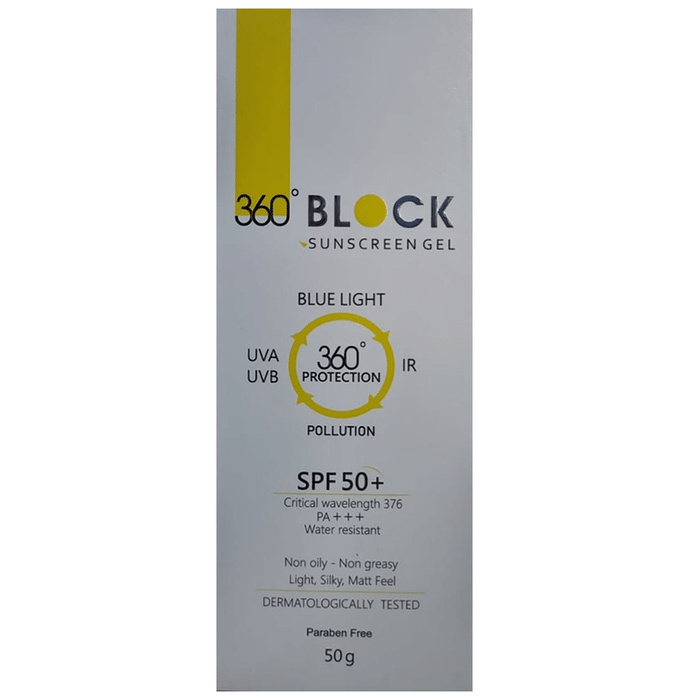 360° BLOCK
SUNSCREEN GEL
BLUE LIGHT
UVA
UVB
360°
PROTECTION
IR
POLLUTION
SPF 50+
Critical wavelength 376
PA+++
Water resistant
Non oily - Non greasy
Light, Silky, Matt Feel
DERMATOLOGICALLY TESTED
Paraben Free
50 g